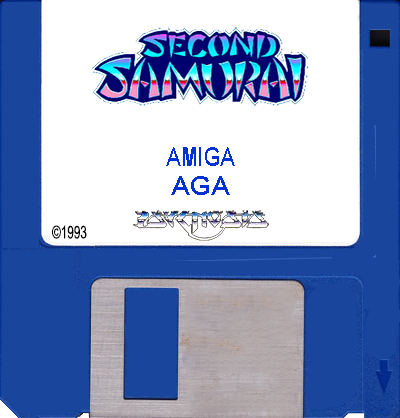 SECOND
SAMURAI
AMIGA
AGA
PSYGNOSIS
©1993